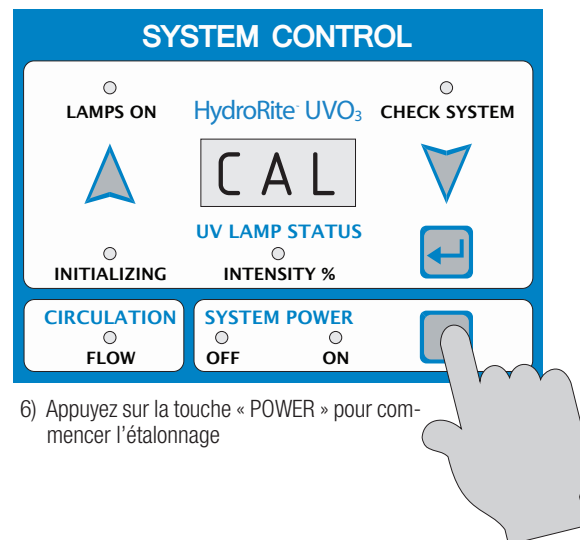 SYSTEM CONTROL
LAMPS ON
HydroRite UVO₃
CHECK SYSTEM
CAL
UV LAMP STATUS
INITIALIZING
INTENSITY %
CIRCULATION
FLOW
SYSTEM POWER
OFF ON
6) Appuyez sur la touche « POWER » pour com-
mencer l'étalonnage